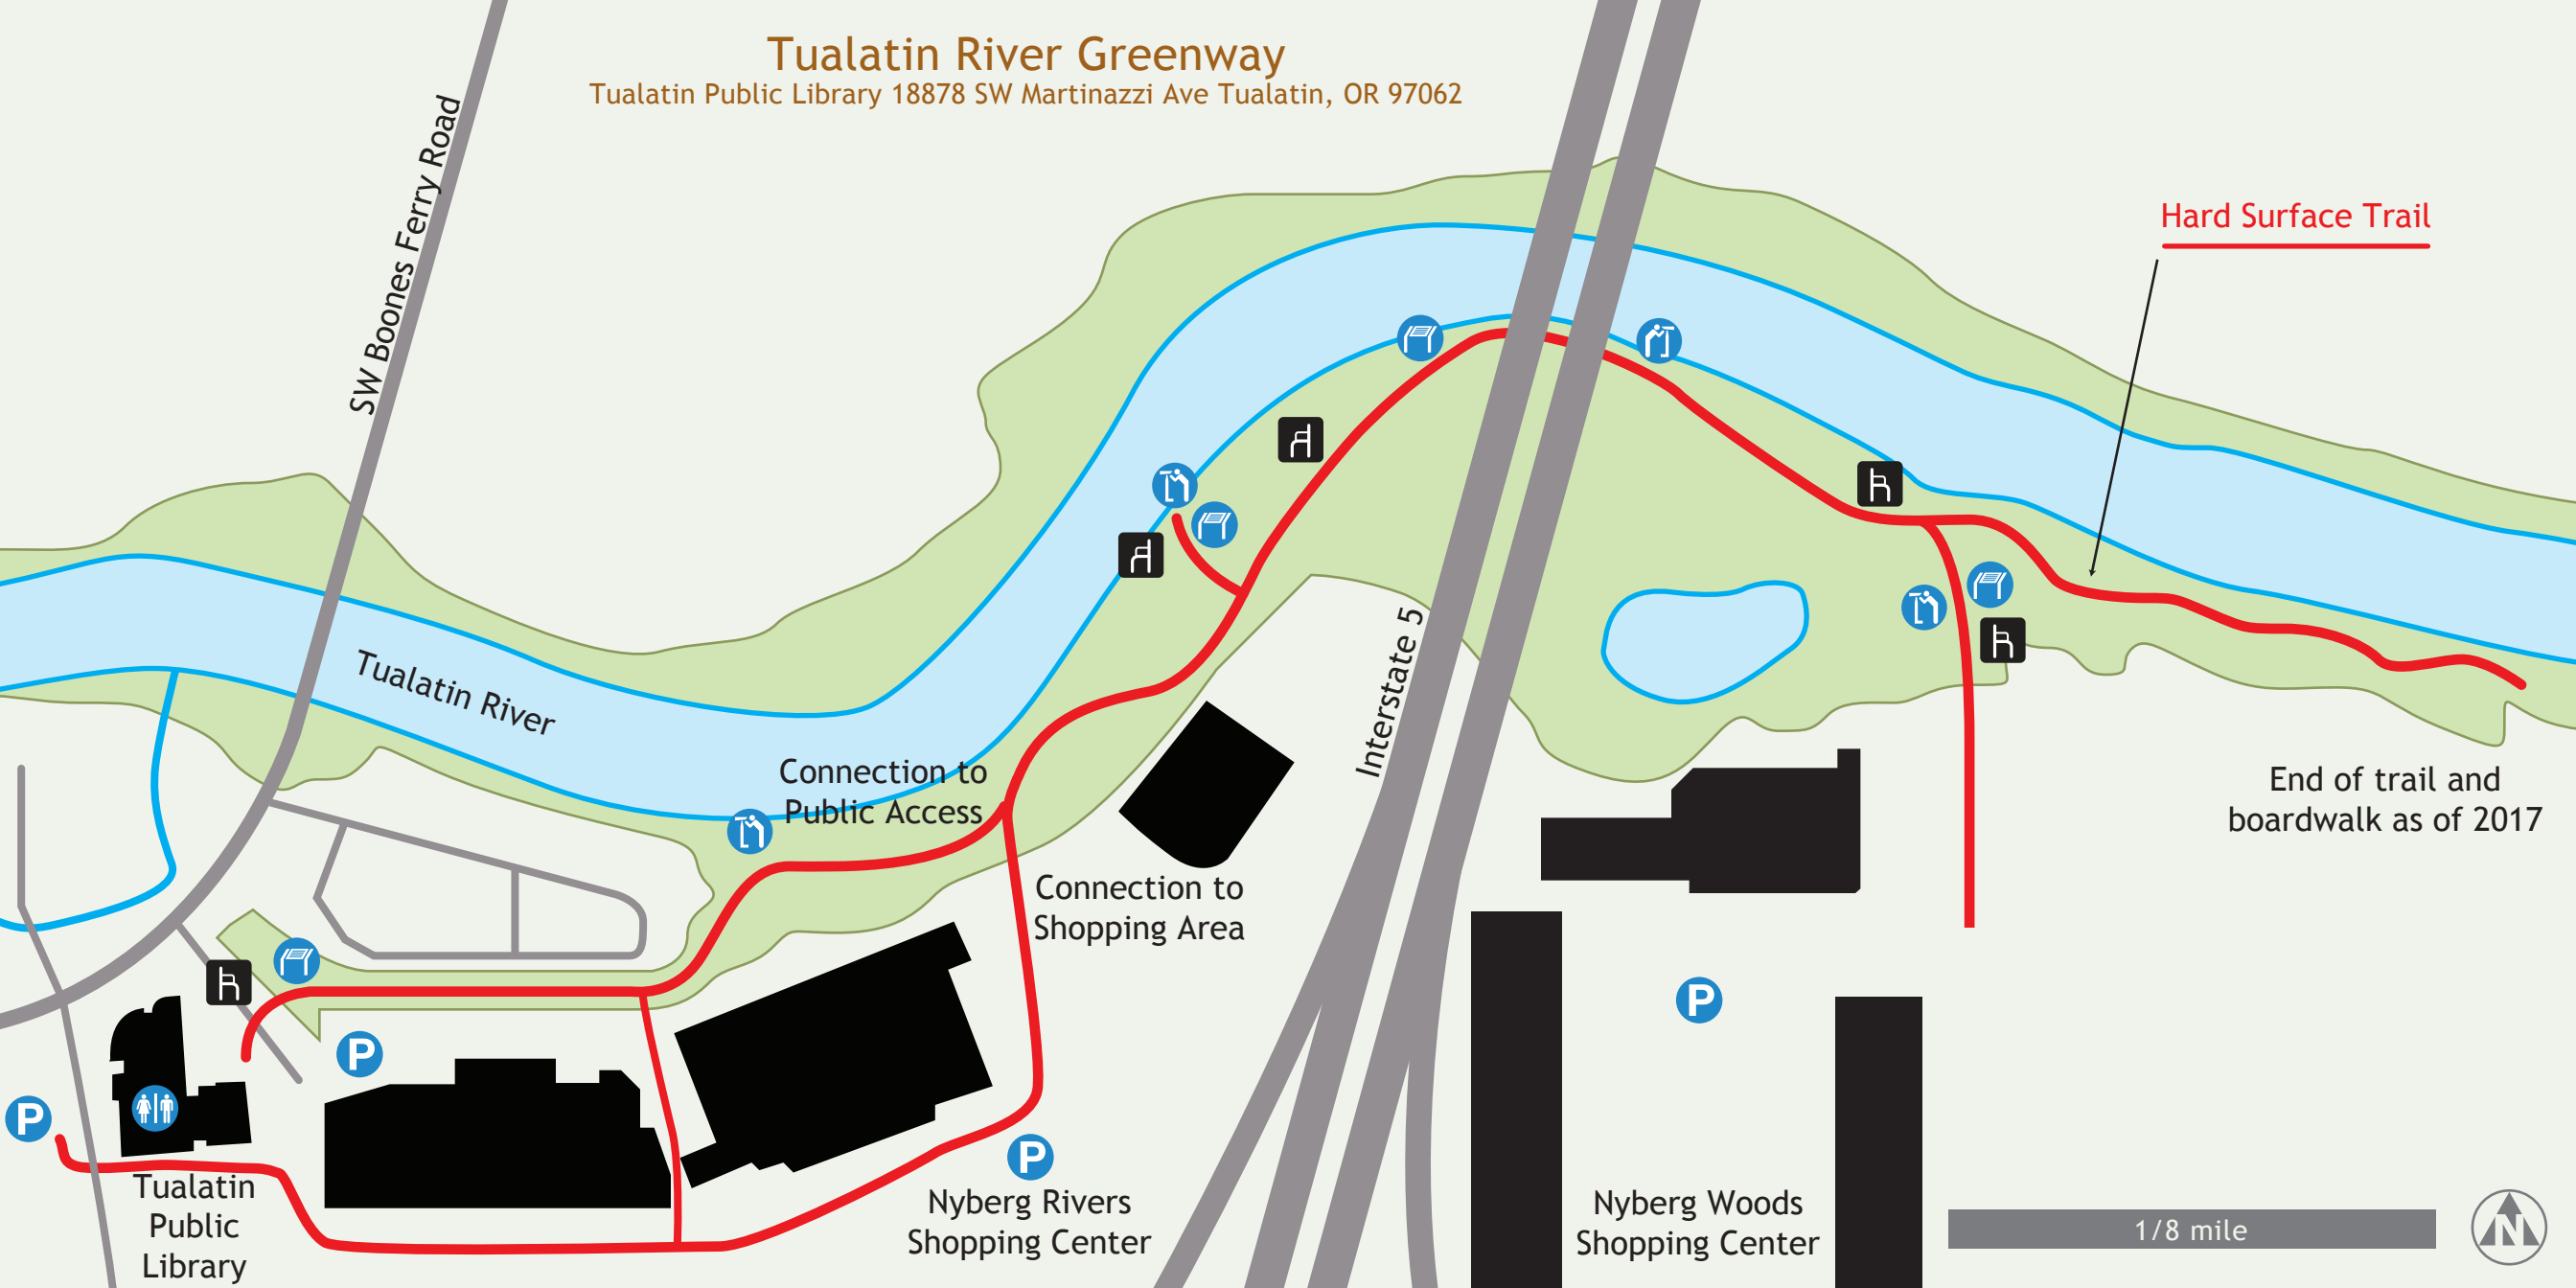 Tualatin River Greenway
Tualatin Public Library 18878 SW Martinazzi Ave Tualatin, OR 97062
SW Boones Ferry Road
Hard Surface Trail
Tualatin River
Interstate 5
Connection to
Public Access
Connection to
Shopping Area
End of trail and
boardwalk as of 2017
P
P
P
P
Tualatin
Public
Library
Nyberg Rivers
Shopping Center
Nyberg Woods
Shopping Center
1/8 mile
N